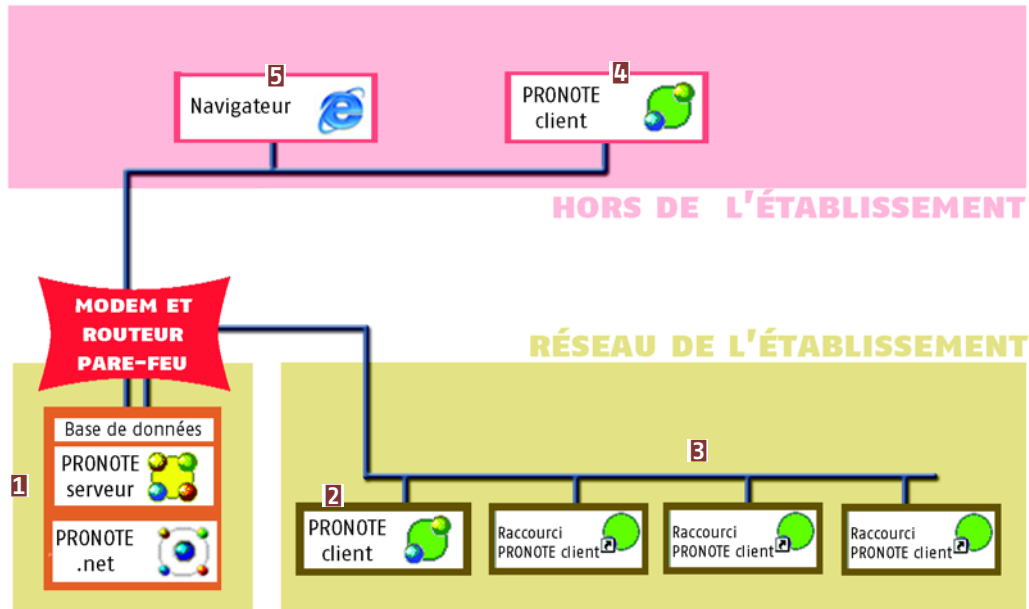 5
4
Navigateur
PRONOTE
client
HORS DE L'ÉTABLISSEMENT
MODEM ET
ROUTEUR
PARE-FEU
RÉSEAU DE L'ÉTABLISSEMENT
Base de données
PRONOTE
serveur
1
PRONOTE
.net
3
2
PRONOTE
client
Raccourci
PRONOTE client
Raccourci
PRONOTE client
Raccourci
PRONOTE client